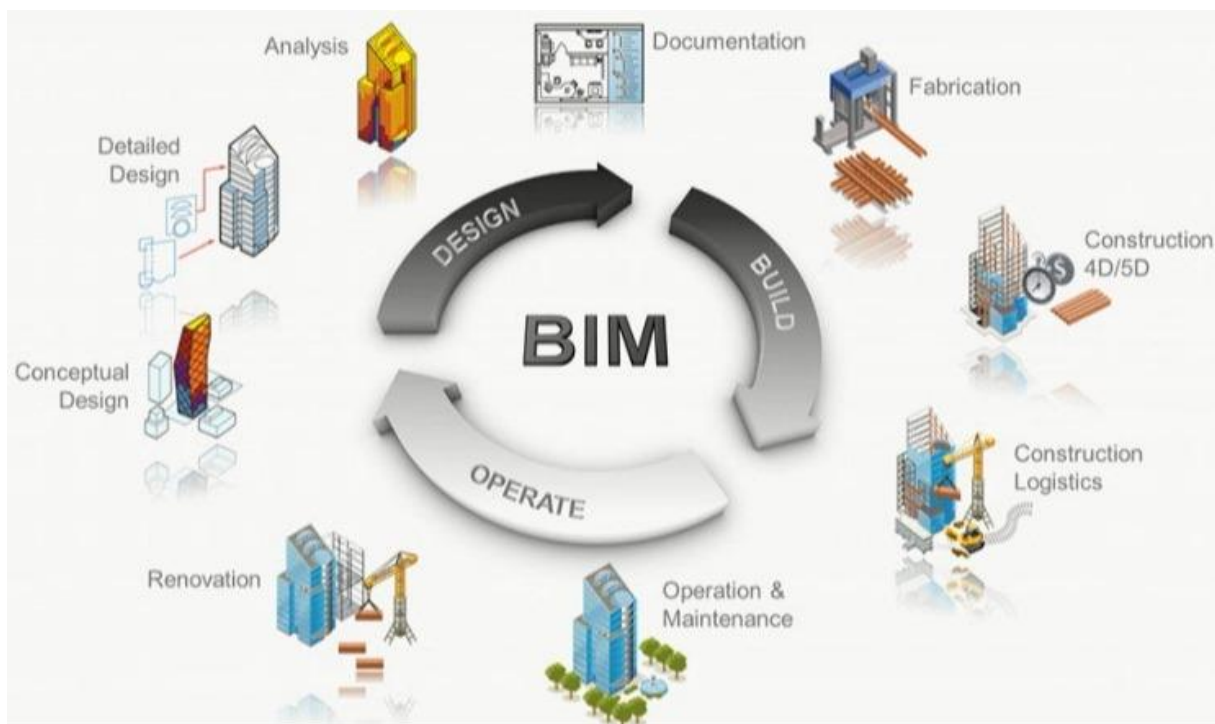 Analysis
Documentation
Fabrication
Detailed
Design
Construction
4D/5D
Conceptual
Design
Construction
Logistics
Renovation
Operation &
Maintenance
DESIGN
BUILD
OPERATE
BIM
$